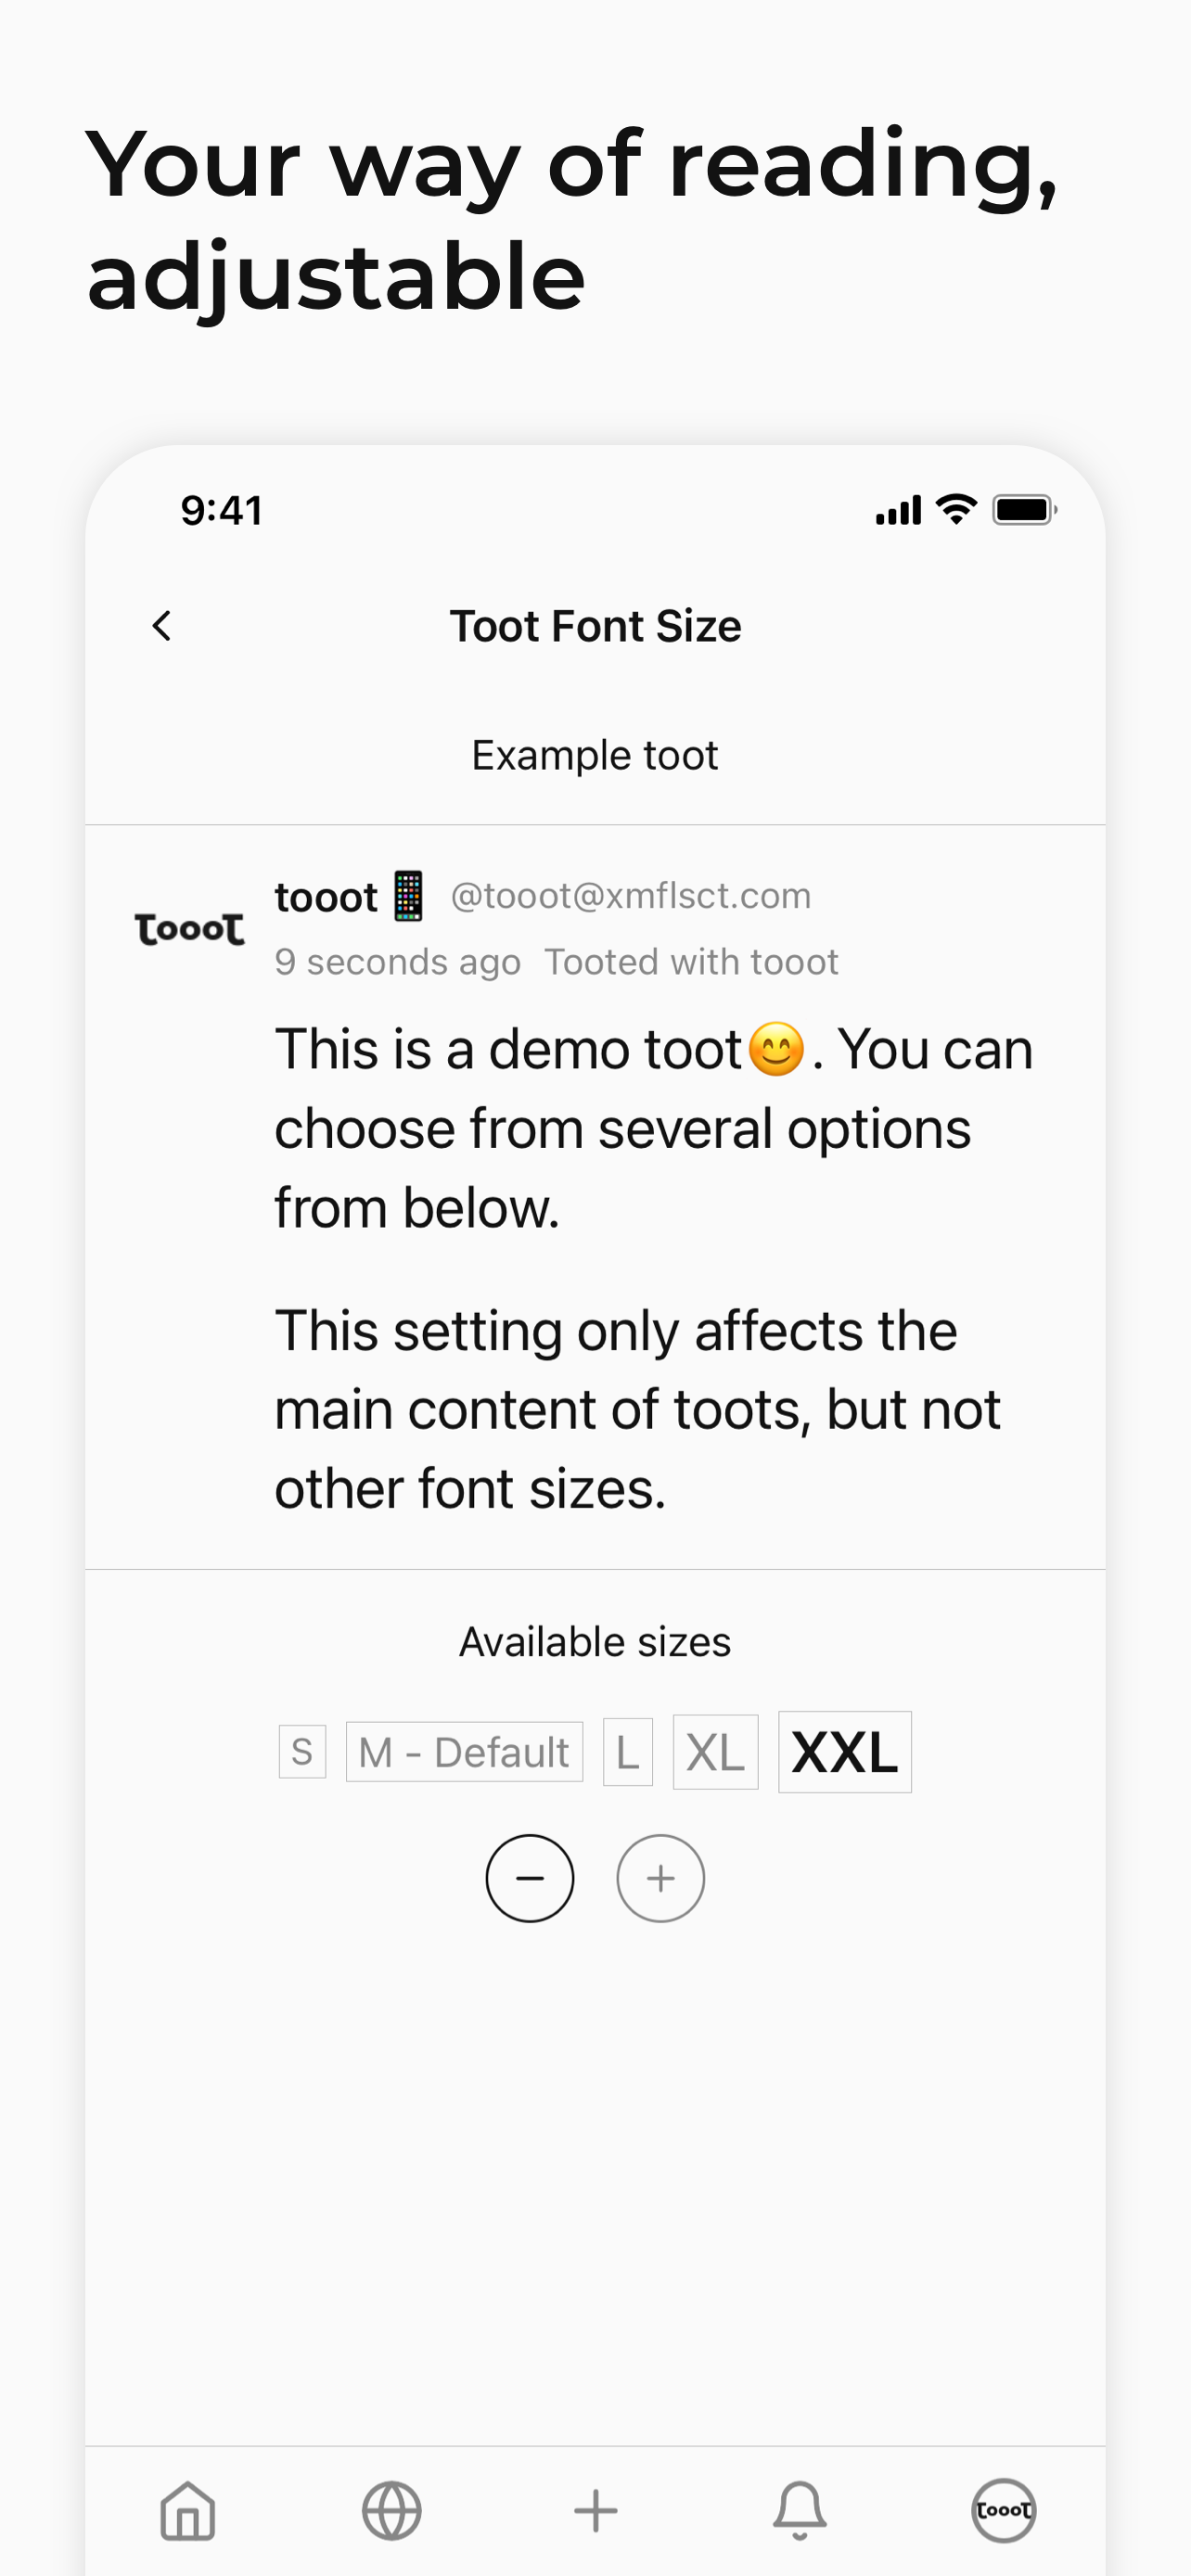 Your way of reading,
adjustable
9:41
Toot Font Size
Example toot
tooot
tooot📱 @tooot@xmflsct.com
9 seconds ago Tooted with tooot
This is a demo toot😊. You can
choose from several options
from below.
This setting only affects the
main content of toots, but not
other font sizes.
Available sizes
S M - Default L XL XXL
tooot